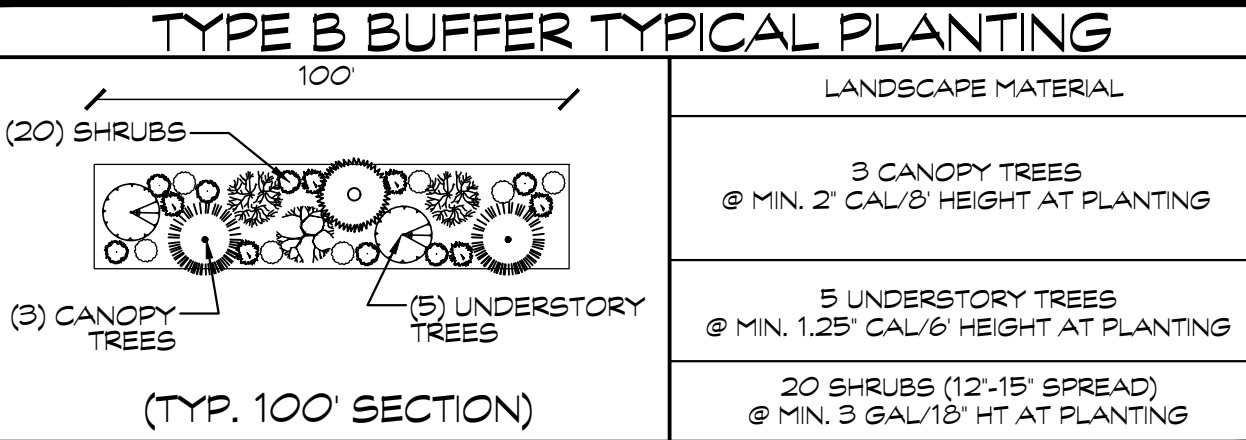 TYPE B BUFFER TYPICAL PLANTING
100'
(20) SHRUBS
(3) CANOPY
TREES
(5) UNDERSTORY
TREES
(TYP. 100' SECTION)
LANDSCAPE MATERIAL
3 CANOPY TREES
@ MIN. 2" CAL/8' HEIGHT AT PLANTING
5 UNDERSTORY TREES
@ MIN. 1.25" CAL/6' HEIGHT AT PLANTING
20 SHRUBS (12"-15" SPREAD)
@ MIN. 3 GAL/18" HT AT PLANTING